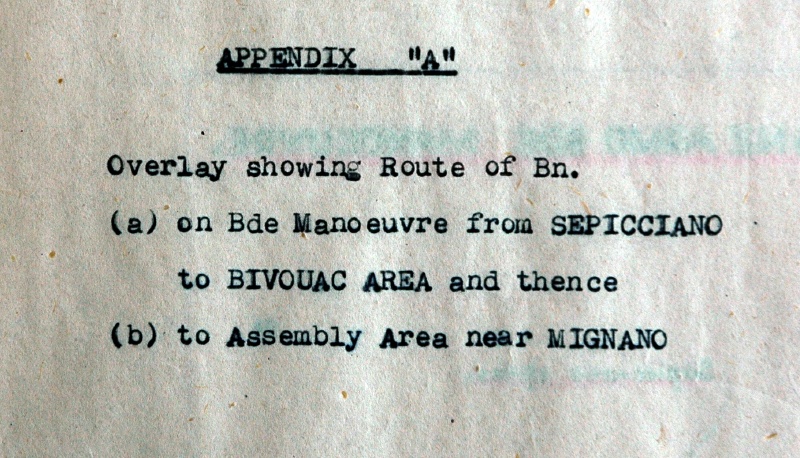 APPENDIX "A"
Overlay showing Route of Bn.
(a) on Bde Manoeuvre from SEPICCIANO
to BIVOUAC AREA and thence
(b) to Assembly Area near MIGNANO